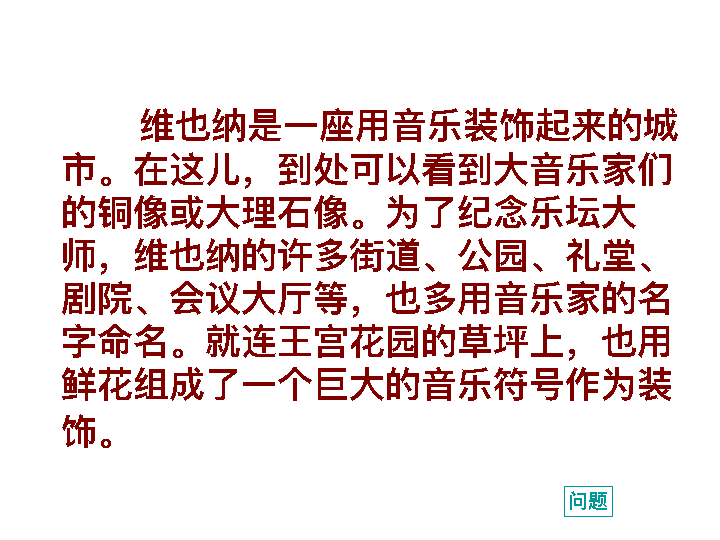 维也纳是一座用音乐装饰起来的城
市。在这儿，到处可以看到大音乐家们
的铜像或大理石像。为了纪念乐坛大
师，维也纳的许多街道、公园、礼堂、
剧院、会议大厅等，也多用音乐家的名
字命名。就连王宫花园的草坪上，也用
鲜花组成了一个巨大的音乐符号作为装
饰。
问题